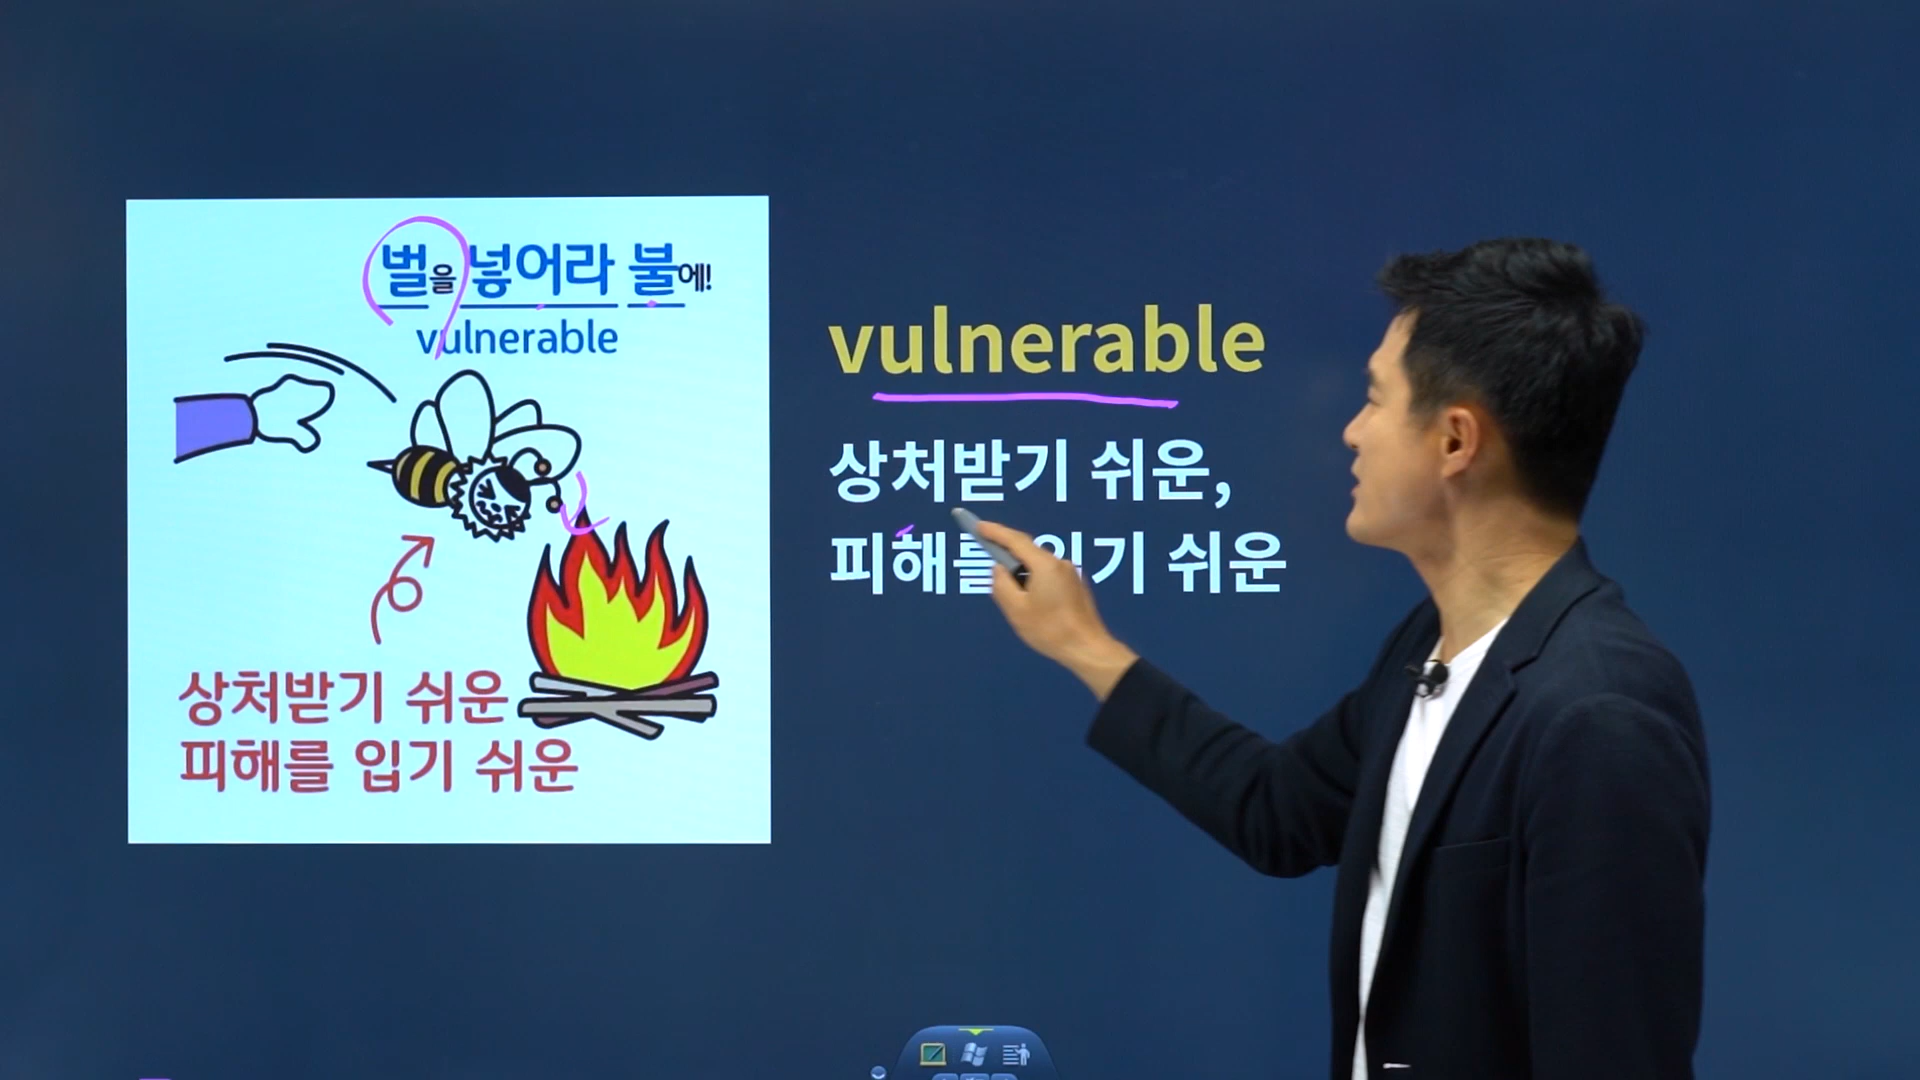 벌을 넣어라 불에!
vulnerable
상처받기 쉬운
피해를 입기 쉬운
vulnerable
상처받기 쉬운,
피해를 입기 쉬운